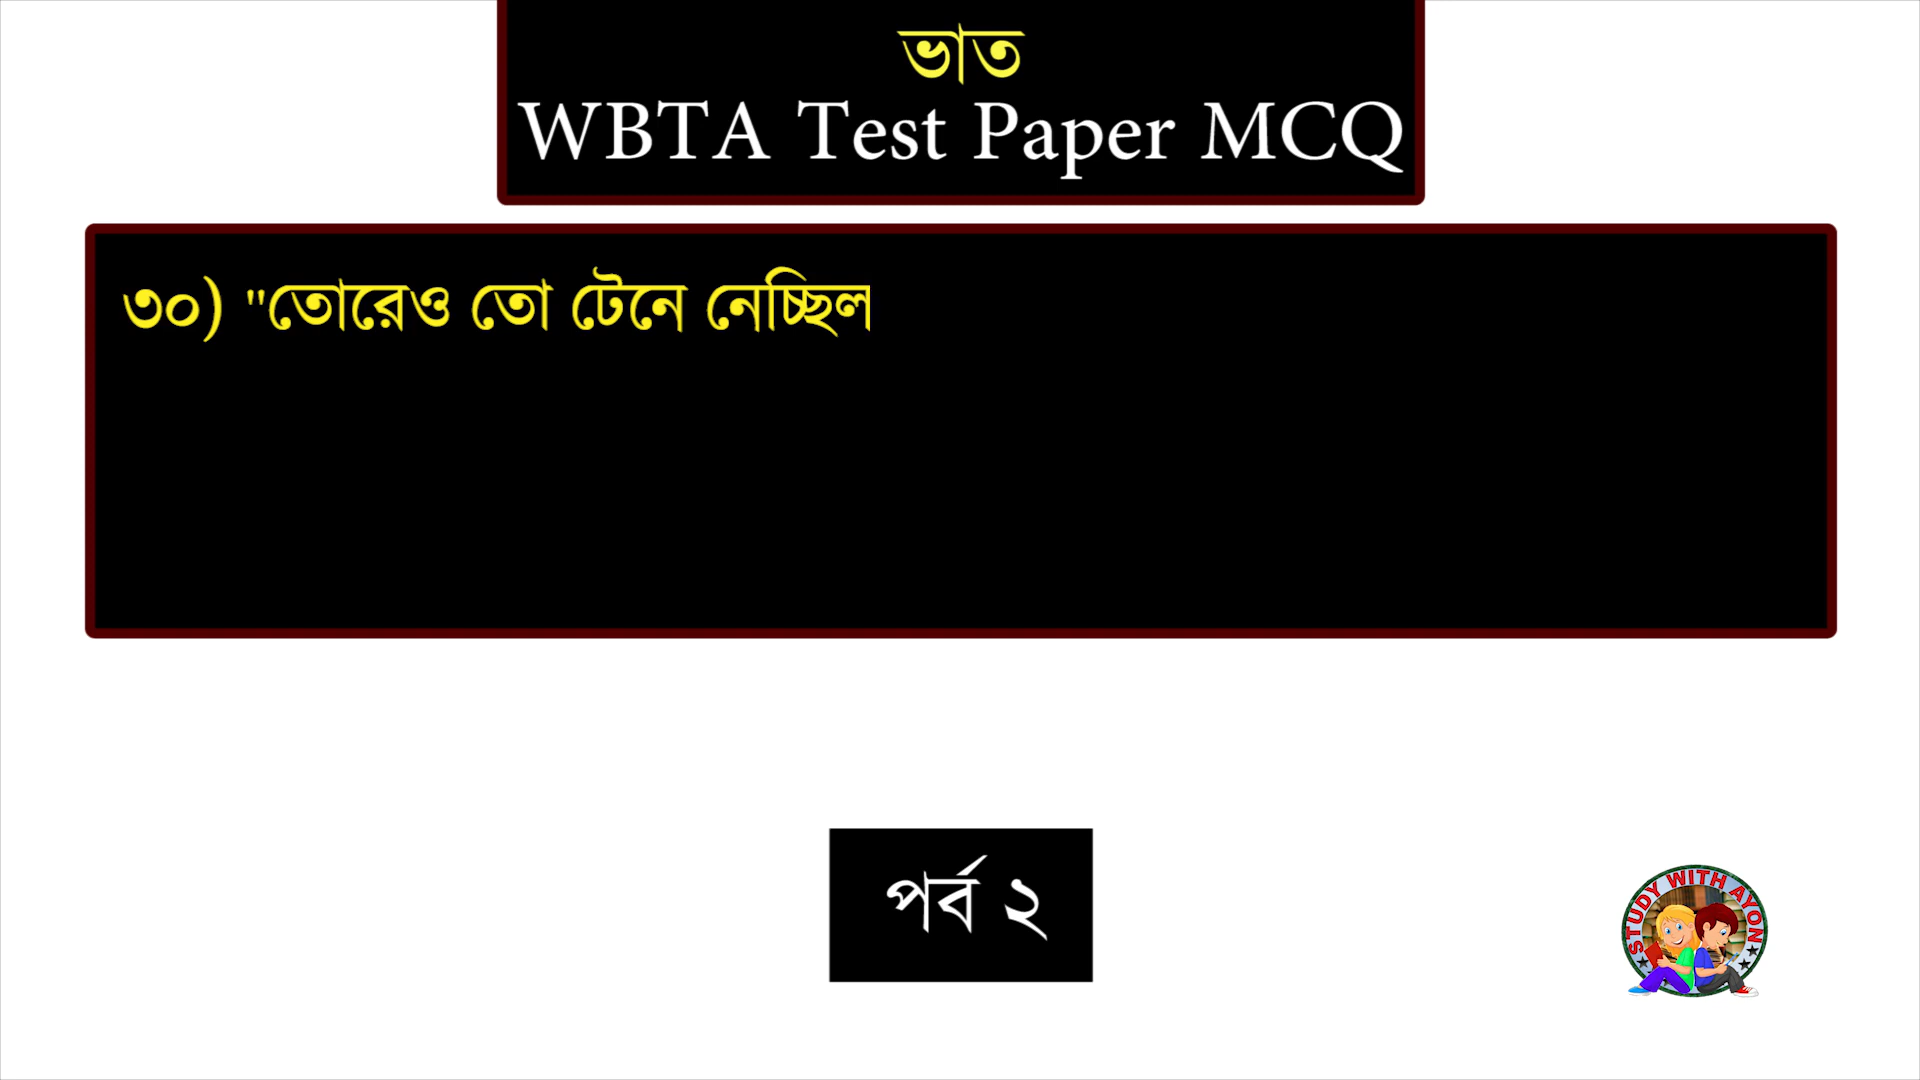 ভাত
WBTA Test Paper MCQ
৩০) "তোরেও তো টেনে নেচ্ছিল
পর্ব ২
STUDY WITH AYON